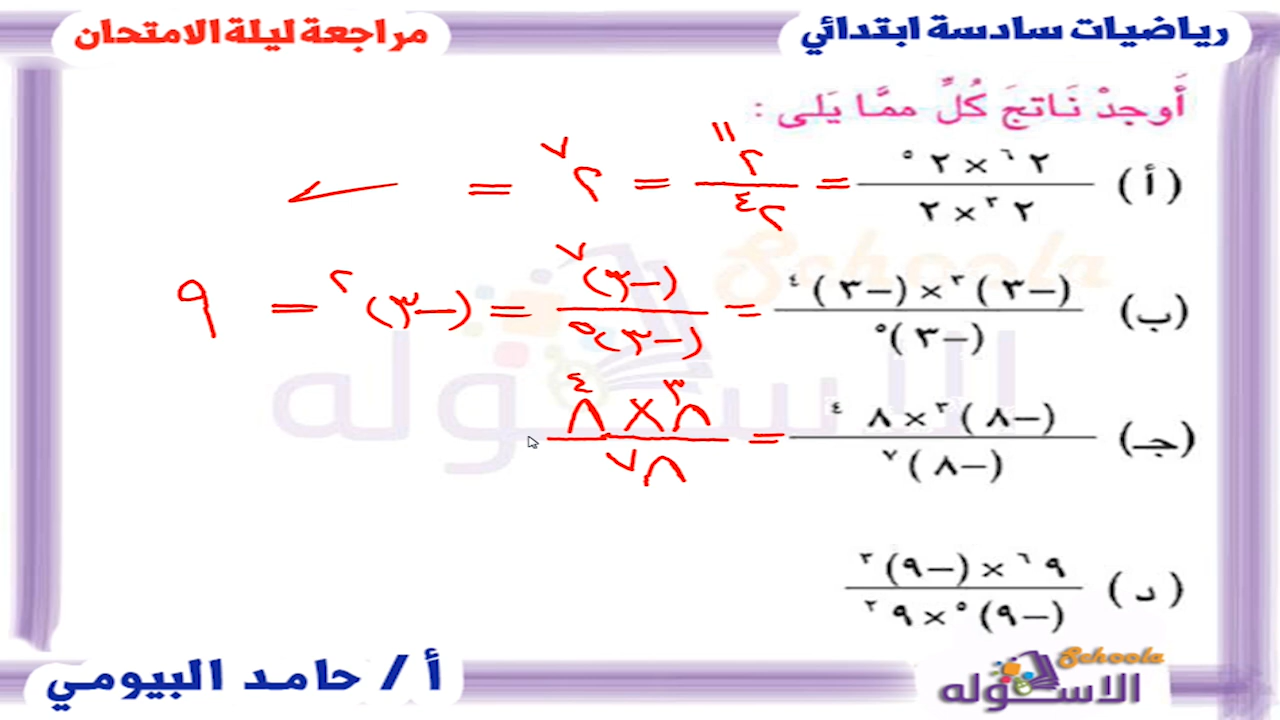 رياضيات سادسة ابتدائي
مراجعة ليلة الامتحان
أَوجدْ نَاتجَ كُلِّ ممَّا يَلى :
( أ ) (٢^٦ × ٢^٥) / (٢^٣ × ٢) = ٢^١١ / ٢^٤ = ٢^٧ =
( ب ) ((−٣)^٣ × (−٣)^٤) / (−٣)^٥ = (−٣)^٧ / (−٣)^٥ = (−٣)^٢ = ٩
( جـ ) ((−٨)^٣ × ٨^٤) / (−٨)^٧ = (٨^٣ × ٨^٤) / ٨^٧
( د ) (٩^٦ × (−٩)^٣) / ((−٩)^٥ × ٩^٢)
أ / حامد البيومي
Schoola
الاسكوله